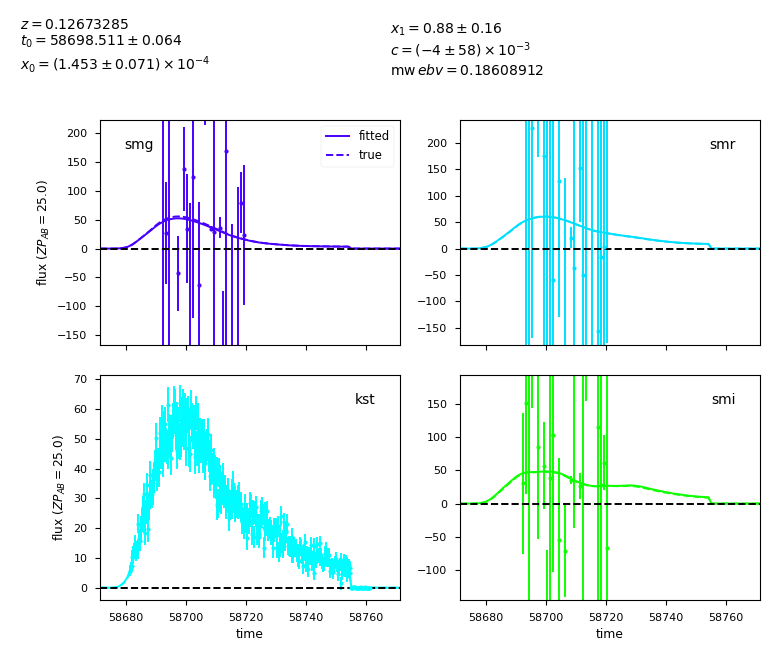 z = 0.12673285
t₀ = 58698.511 ± 0.064
x₀ = (1.453 ± 0.071) × 10⁻⁴
x₁ = 0.88 ± 0.16
c = (−4 ± 58) × 10⁻³
mw ebv = 0.18608912
smg
fitted
true
200
150
100
50
0
−50
−100
−150
flux (ZP_AB = 25.0)
smr
200
150
100
50
0
−50
−100
−150
kst
70
60
50
40
30
20
10
0
flux (ZP_AB = 25.0)
58680 58700 58720 58740 58760
time
smi
150
100
50
0
−50
−100
58680 58700 58720 58740 58760
time